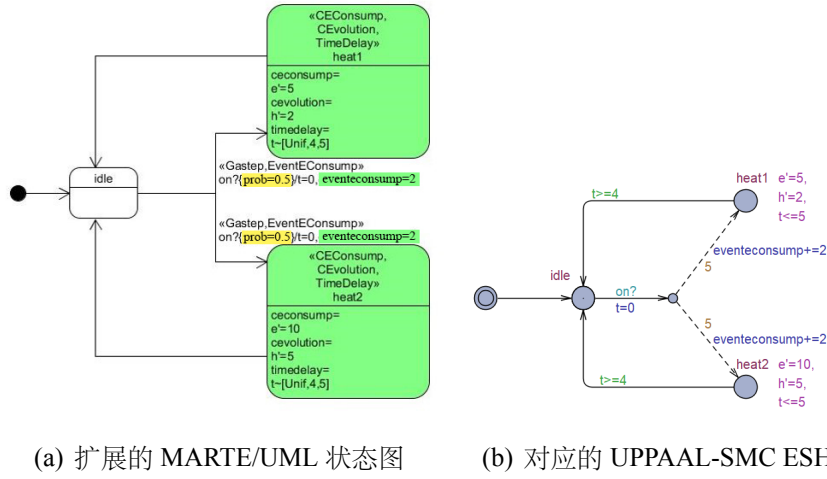 «CEConsump,
CEvolution,
TimeDelay»
heat1
ceconsump=
e'=5
cevolution=
h'=2
timedelay=
t~[Unif,4,5]
«Gastep,EventEConsump»
on?{prob=0.5}/t=0, eventeconsump=2
idle
«Gastep,EventEConsump»
on?{prob=0.5}/t=0, eventeconsump=2
«CEConsump,
CEvolution,
TimeDelay»
heat2
ceconsump=
e'=10
cevolution=
h'=5
timedelay=
t~[Unif,4,5]
heat1 e'=5,
h'=2,
t<=5
t>=4
eventeconsump+=2
5
idle
on?
t=0
5
eventeconsump+=2
t>=4
heat2 e'=10,
h'=5,
t<=5
(a) 扩展的 MARTE/UML 状态图
(b) 对应的 UPPAAL-SMC ESH